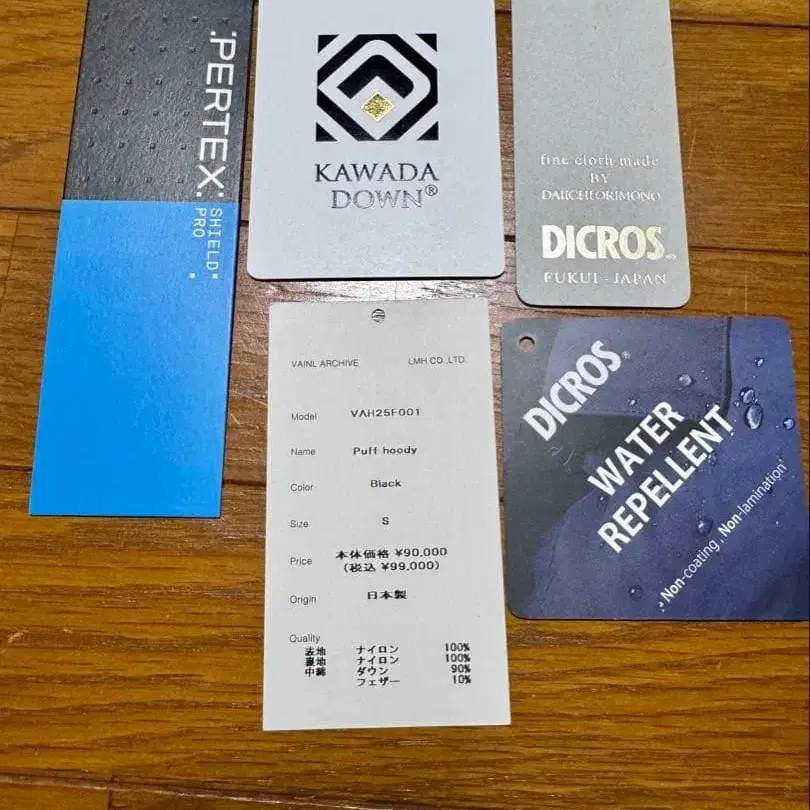 PERTEX
SHIELD
PRO
KAWADA
DOWN®
fine cloth made
BY
DAIICHI ORIMONO
DICROS
FUKUI - JAPAN
VAINL ARCHIVE LMH CO.,LTD.
Model VAH25F001
Name Puff hoody
Color Black
Size S
Price 本体価格 ¥90,000
(税込 ¥99,000)
Origin 日本製
Quality
表地 ナイロン 100%
裏地 ナイロン 100%
中綿 ダウン 90%
フェザー 10%
DICROS®
WATER
REPELLENT
Non-coating , Non-lamination